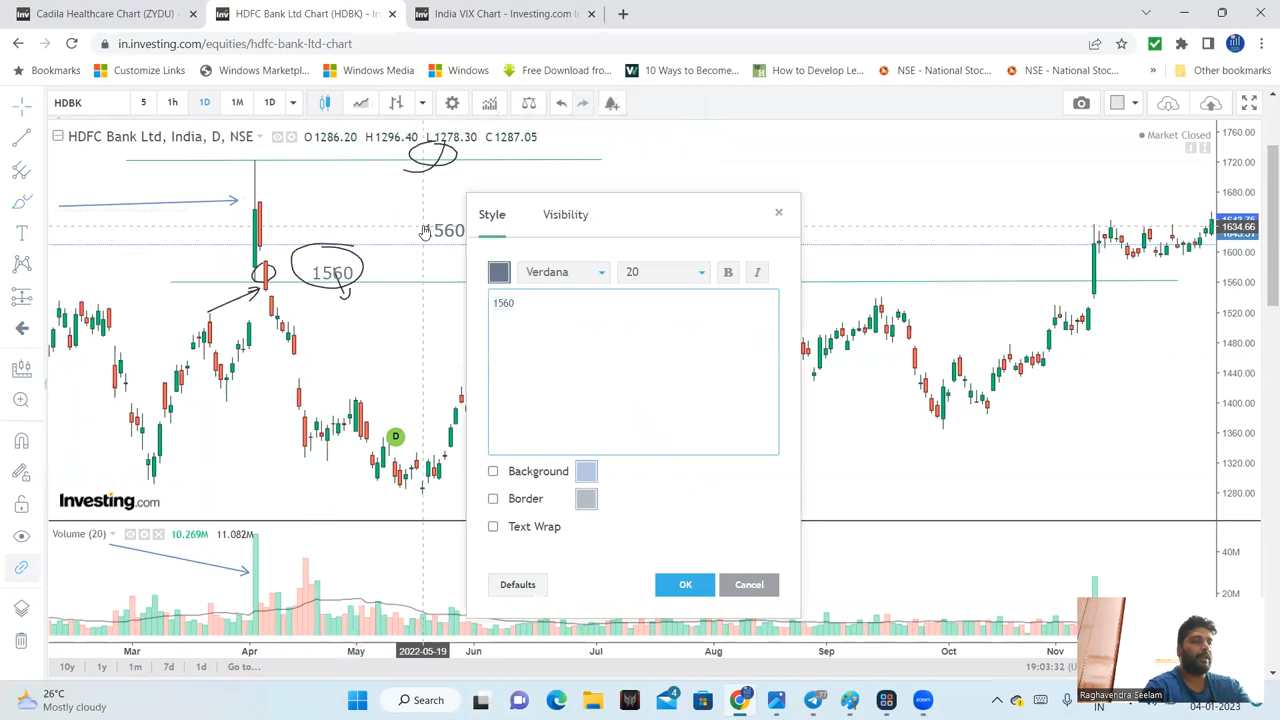 Cadila Healthcare Chart (ZYDU) -
HDFC Bank Ltd Chart (HDBK) - In
India VIX Chart - Investing.com In
in.investing.com/equities/hdfc-bank-ltd-chart
Bookmarks
Customize Links
Windows Marketpl...
Windows Media
Windows
Free Download fro...
10 Ways to Become...
How to Develop Le...
NSE - National Stoc...
NSE - National Stoc...
»
Other bookmarks
HDBK
5
1h
1D
1M
1D
HDFC Bank Ltd, India, D, NSE
O1286.20 H1296.40 L1278.30 C1287.05
Market Closed
1760.00
1720.00
1680.00
1634.66
1600.00
1560.00
1520.00
1480.00
1440.00
1400.00
1360.00
1320.00
1280.00
1560
1560
Style
Visibility
Verdana
20
B
I
1560
Background
Border
Text Wrap
Defaults
OK
Cancel
D
Investing.com
Volume (20)
10.269M 11.082M
40M
20M
Mar
Apr
May
2022-05-19
Jun
Jul
Aug
Sep
Oct
Nov
10y
1y
1m
7d
1d
Go to...
19:03:32 (U
Raghavendra Seelam
26°C
Mostly cloudy
Search
4
IN
04-01-2023